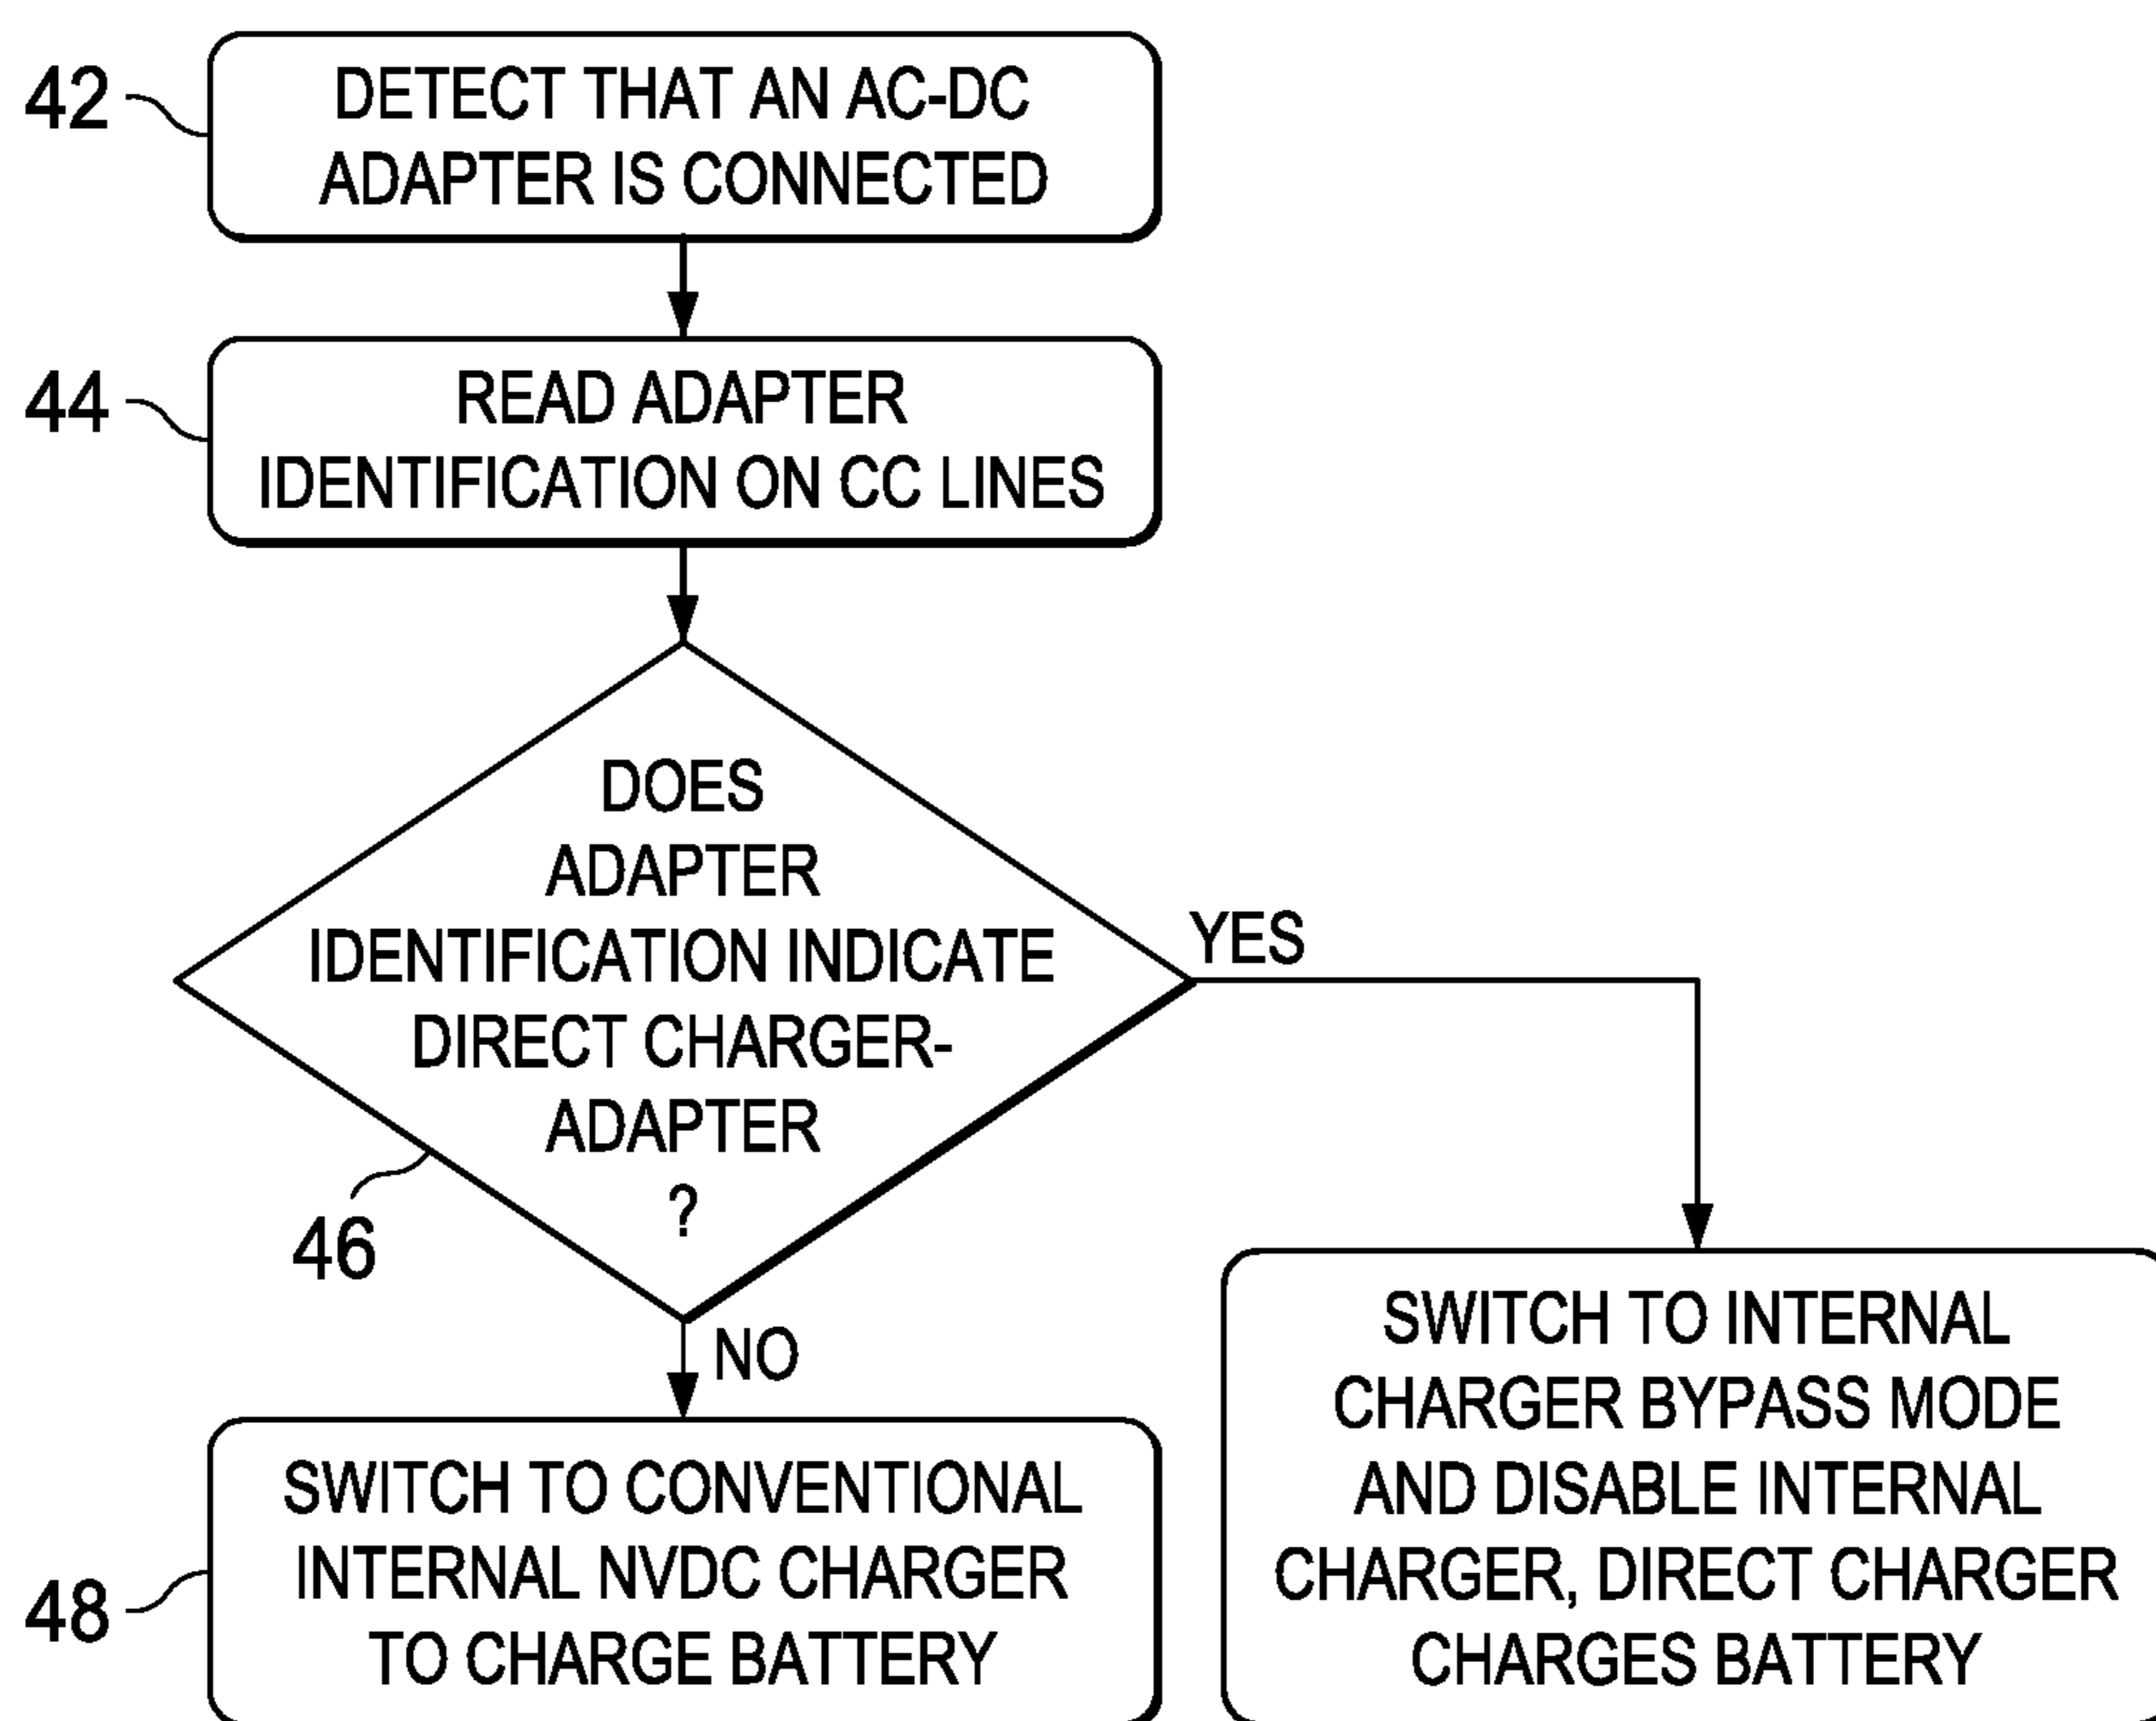 42
DETECT THAT AN AC-DC
ADAPTER IS CONNECTED
44
READ ADAPTER
IDENTIFICATION ON CC LINES
DOES
ADAPTER
IDENTIFICATION INDICATE
DIRECT CHARGER-
ADAPTER
?
YES
46
NO
48
SWITCH TO CONVENTIONAL
INTERNAL NVDC CHARGER
TO CHARGE BATTERY
SWITCH TO INTERNAL
CHARGER BYPASS MODE
AND DISABLE INTERNAL
CHARGER, DIRECT CHARGER
CHARGES BATTERY